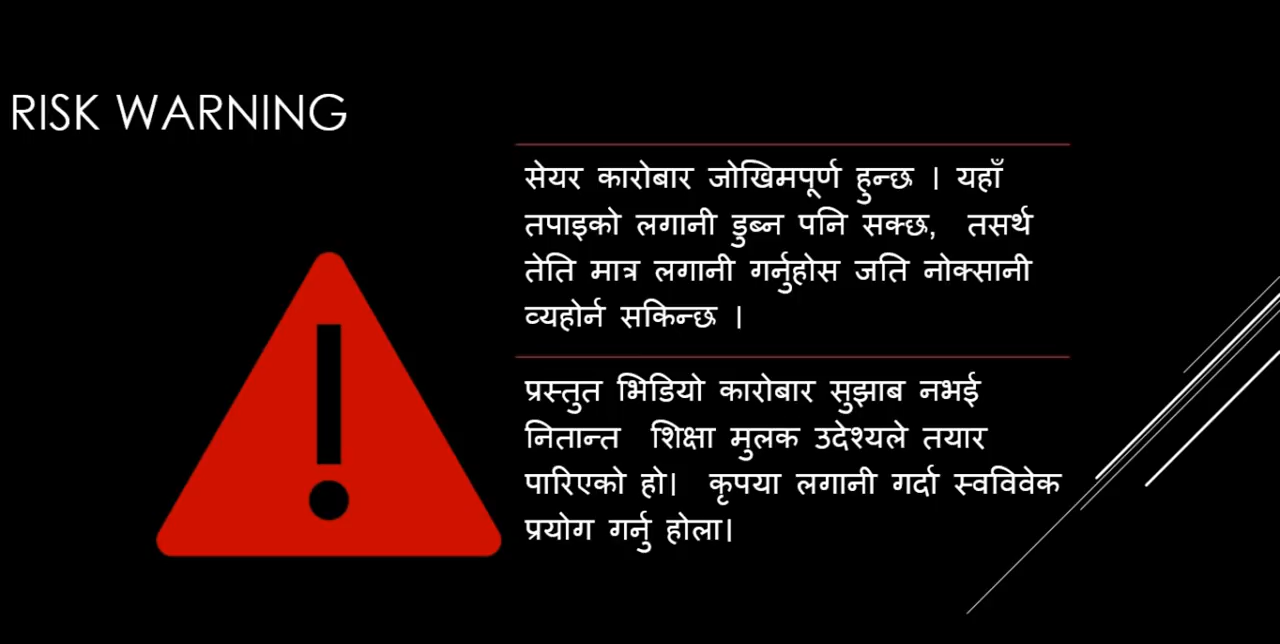 RISK WARNING
सेयर कारोबार जोखिमपूर्ण हुन्छ । यहाँ
तपाइको लगानी डुब्न पनि सक्छ, तसर्थ
तेति मात्र लगानी गर्नुहोस जति नोक्सानी
व्यहोर्न सकिन्छ ।
प्रस्तुत भिडियो कारोबार सुझाब नभई
नितान्त शिक्षा मुलक उदेश्यले तयार
पारिएको हो। कृपया लगानी गर्दा स्वविवेक
प्रयोग गर्नु होला।